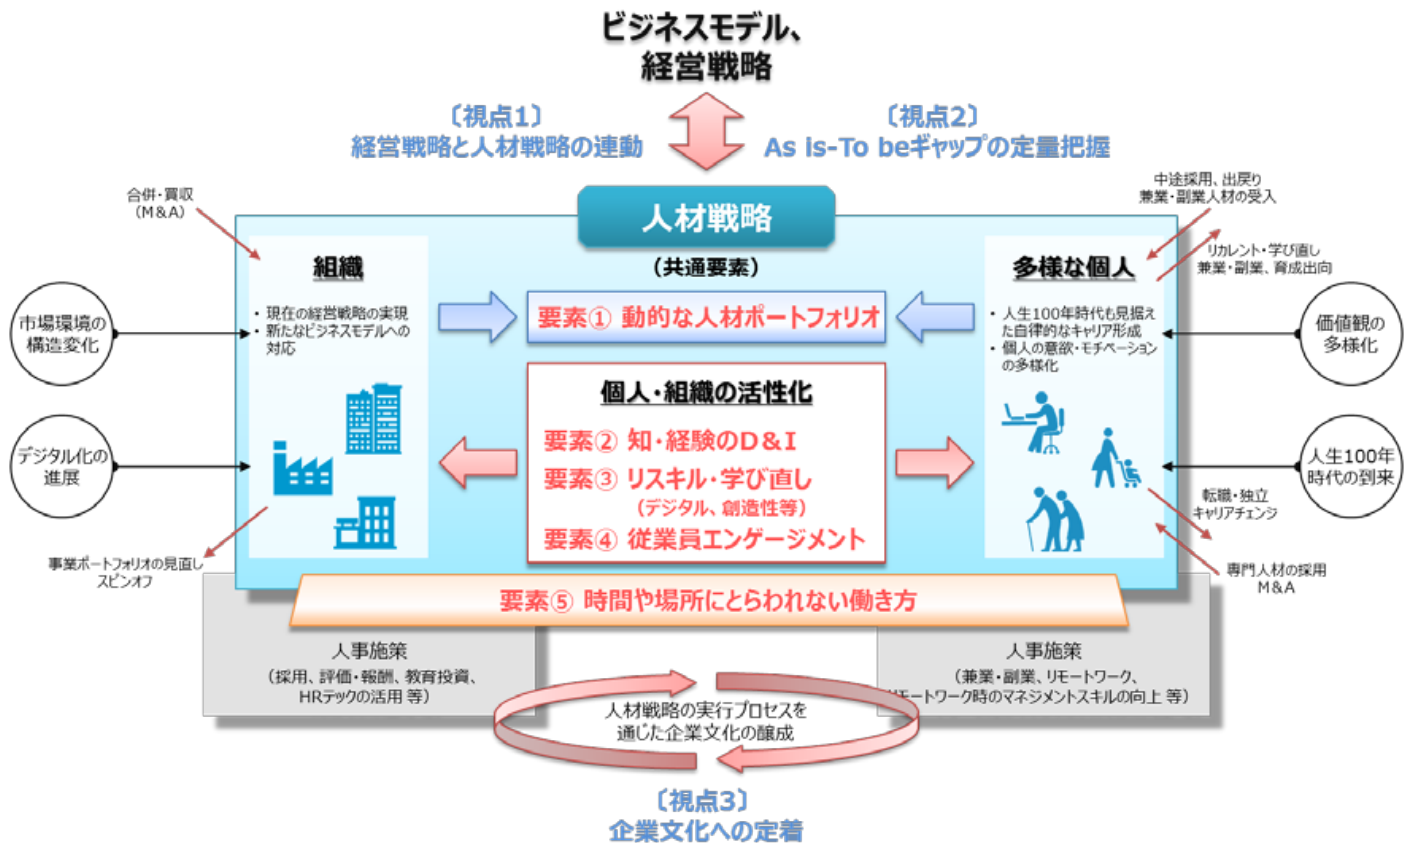 ビジネスモデル、
経営戦略
〔視点1〕
経営戦略と人材戦略の連動
〔視点2〕
As is-To beギャップの定量把握
合併・買収
（M＆A）
中途採用、出戻り
兼業・副業人材の受入
リカレント・学び直し
兼業・副業、育成出向
人材戦略
（共通要素）
組織
・ 現在の経営戦略の実現
・ 新たなビジネスモデルへの
対応
要素① 動的な人材ポートフォリオ
多様な個人
・ 人生100年時代も見据え
た自律的なキャリア形成
・ 個人の意欲・モチベーション
の多様化
市場環境の
構造変化
デジタル化の
進展
価値観の
多様化
人生100年
時代の到来
個人・組織の活性化
要素② 知・経験のD＆I
要素③ リスキル・学び直し
（デジタル、創造性等）
要素④ 従業員エンゲージメント
転職・独立
キャリアチェンジ
専門人材の採用
M＆A
事業ポートフォリオの見直し
スピンオフ
要素⑤ 時間や場所にとらわれない働き方
人事施策
（採用、評価・報酬、教育投資、
HRテックの活用 等）
人事施策
（兼業・副業、リモートワーク、
リモートワーク時のマネジメントスキルの向上 等）
人材戦略の実行プロセスを
通じた企業文化の醸成
〔視点3〕
企業文化への定着